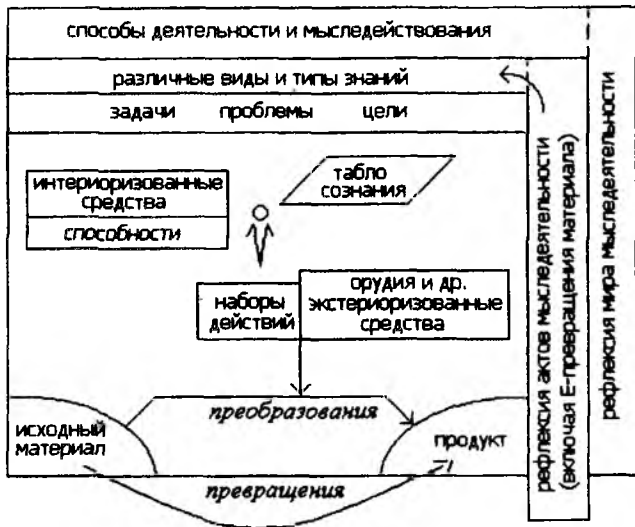 способы деятельности и мыследействования
различные виды и типы знаний
задачи проблемы цели
табло
сознания
интериоризованные
средства
способности
наборы
действий
орудия и др.
экстериоризованные
средства
преобразования
исходный
материал
продукт
превращения
рефлексия актов мыследеятельности
(включая Е-превращения материала)
рефлексия мира мыследеятельности